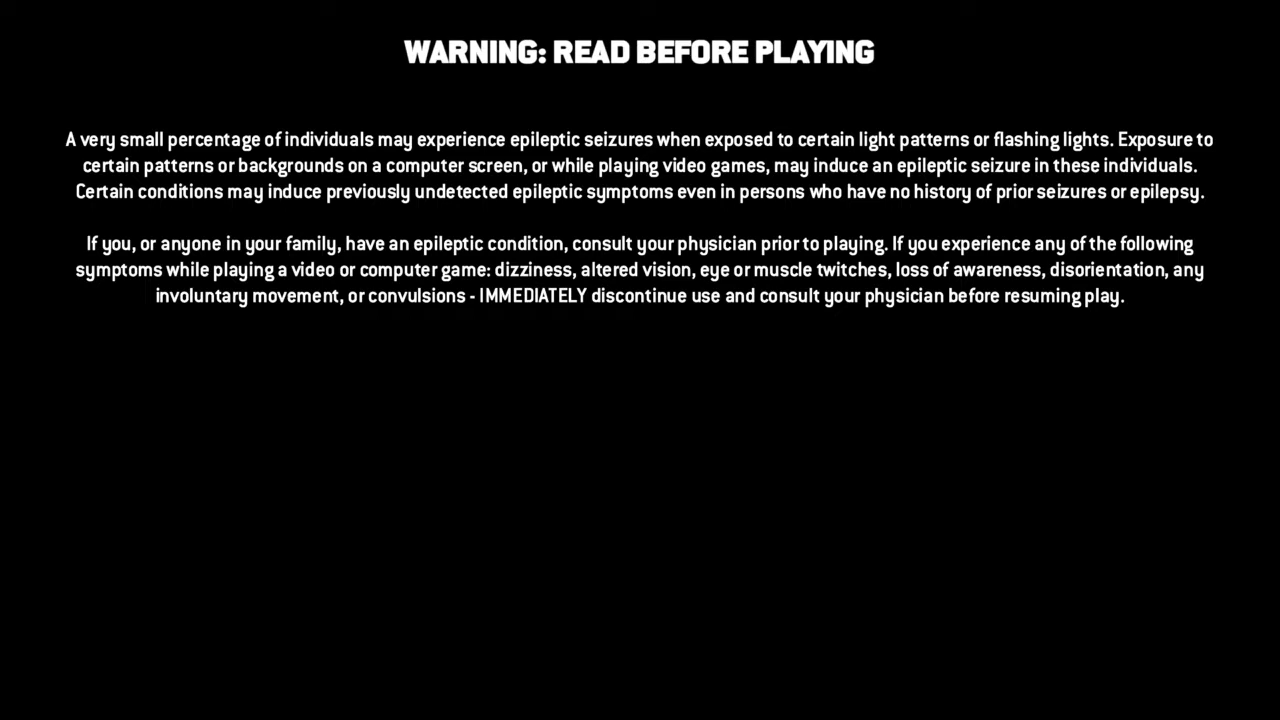 WARNING: READ BEFORE PLAYING
A very small percentage of individuals may experience epileptic seizures when exposed to certain light patterns or flashing lights. Exposure to
certain patterns or backgrounds on a computer screen, or while playing video games, may induce an epileptic seizure in these individuals.
Certain conditions may induce previously undetected epileptic symptoms even in persons who have no history of prior seizures or epilepsy.
If you, or anyone in your family, have an epileptic condition, consult your physician prior to playing. If you experience any of the following
symptoms while playing a video or computer game: dizziness, altered vision, eye or muscle twitches, loss of awareness, disorientation, any
involuntary movement, or convulsions - IMMEDIATELY discontinue use and consult your physician before resuming play.